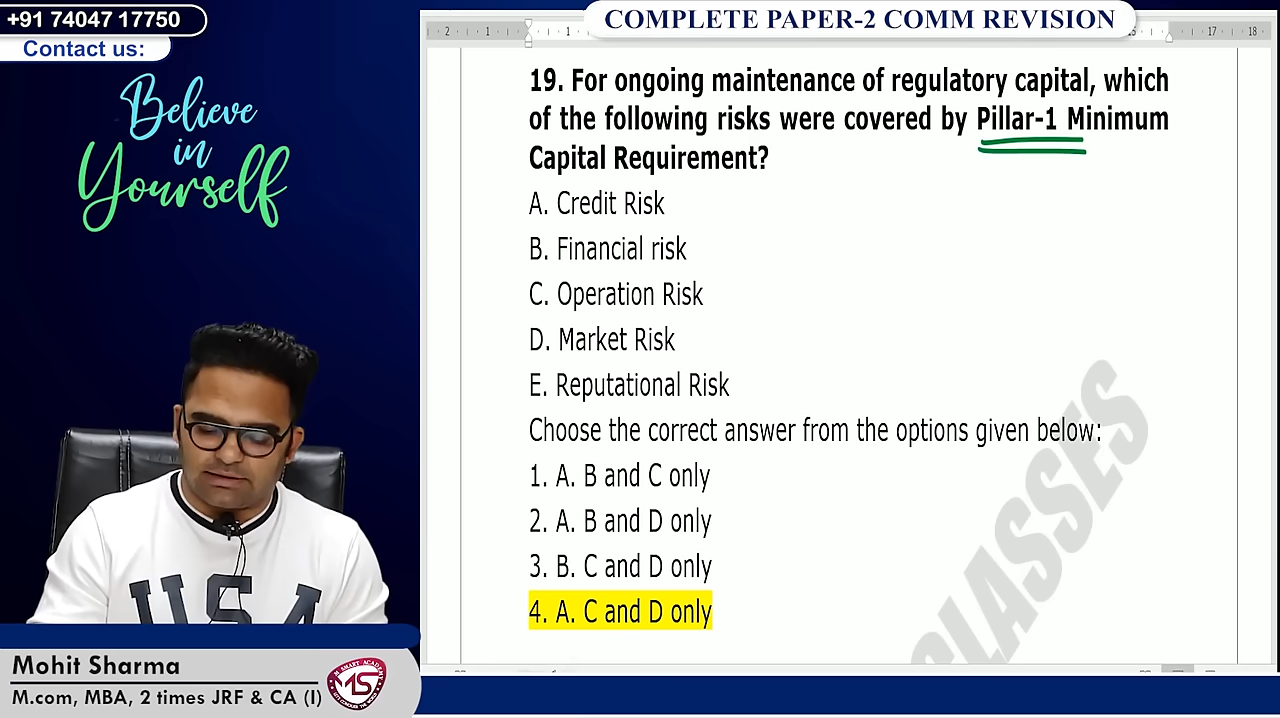 +91 74047 17750
Contact us:
COMPLETE PAPER-2 COMM REVISION
Believe
in
Yourself
19. For ongoing maintenance of regulatory capital, which
of the following risks were covered by Pillar-1 Minimum
Capital Requirement?
A. Credit Risk
B. Financial risk
C. Operation Risk
D. Market Risk
E. Reputational Risk
Choose the correct answer from the options given below:
1. A. B and C only
2. A. B and D only
3. B. C and D only
4. A. C and D only
CLASSES
USA
Mohit Sharma
M.com, MBA, 2 times JRF & CA (I)
MS